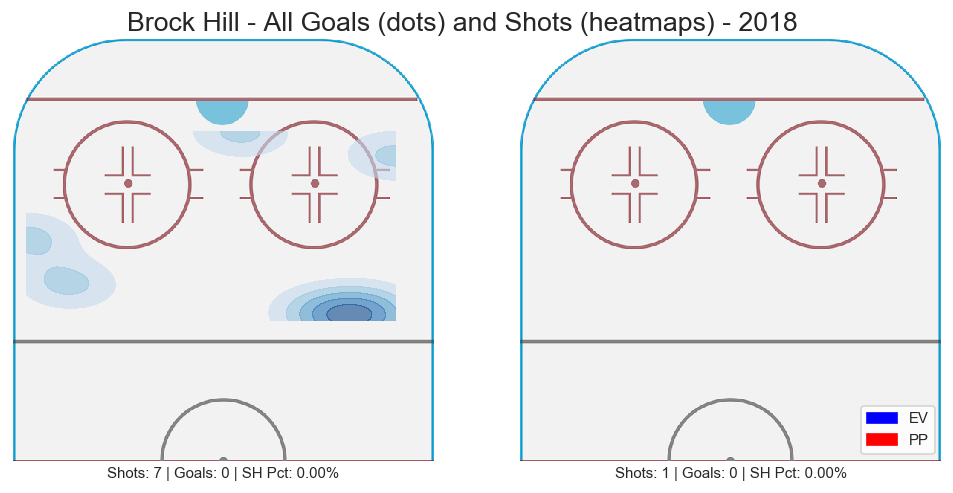 Brock Hill - All Goals (dots) and Shots (heatmaps) - 2018
EV
PP
Shots: 7 | Goals: 0 | SH Pct: 0.00%
Shots: 1 | Goals: 0 | SH Pct: 0.00%